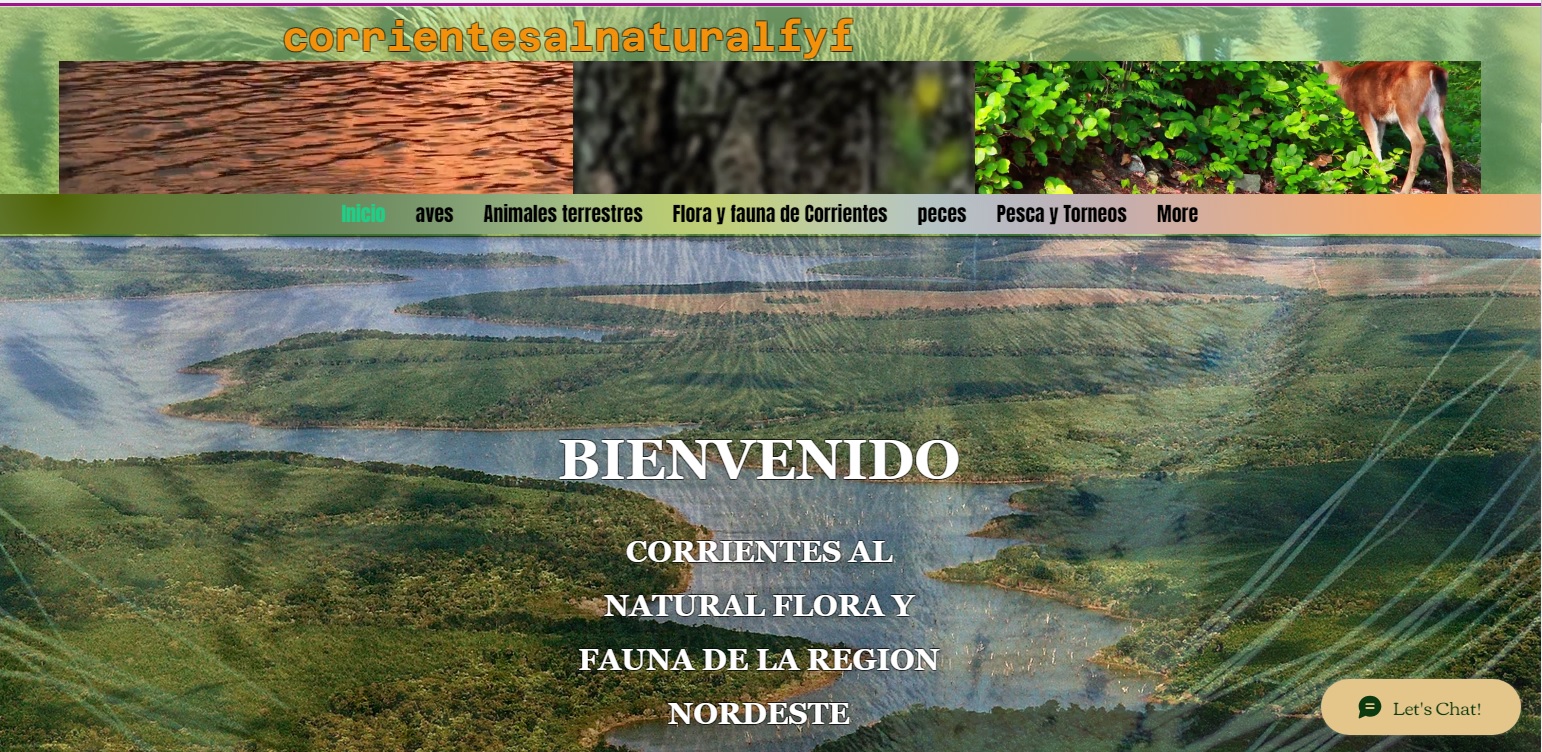 corrientesalnaturalfyf
Inicio aves Animales terrestres Flora y fauna de Corrientes peces Pesca y Torneos More
BIENVENIDO
CORRIENTES AL
NATURAL FLORA Y
FAUNA DE LA REGION
NORDESTE
Let's Chat!